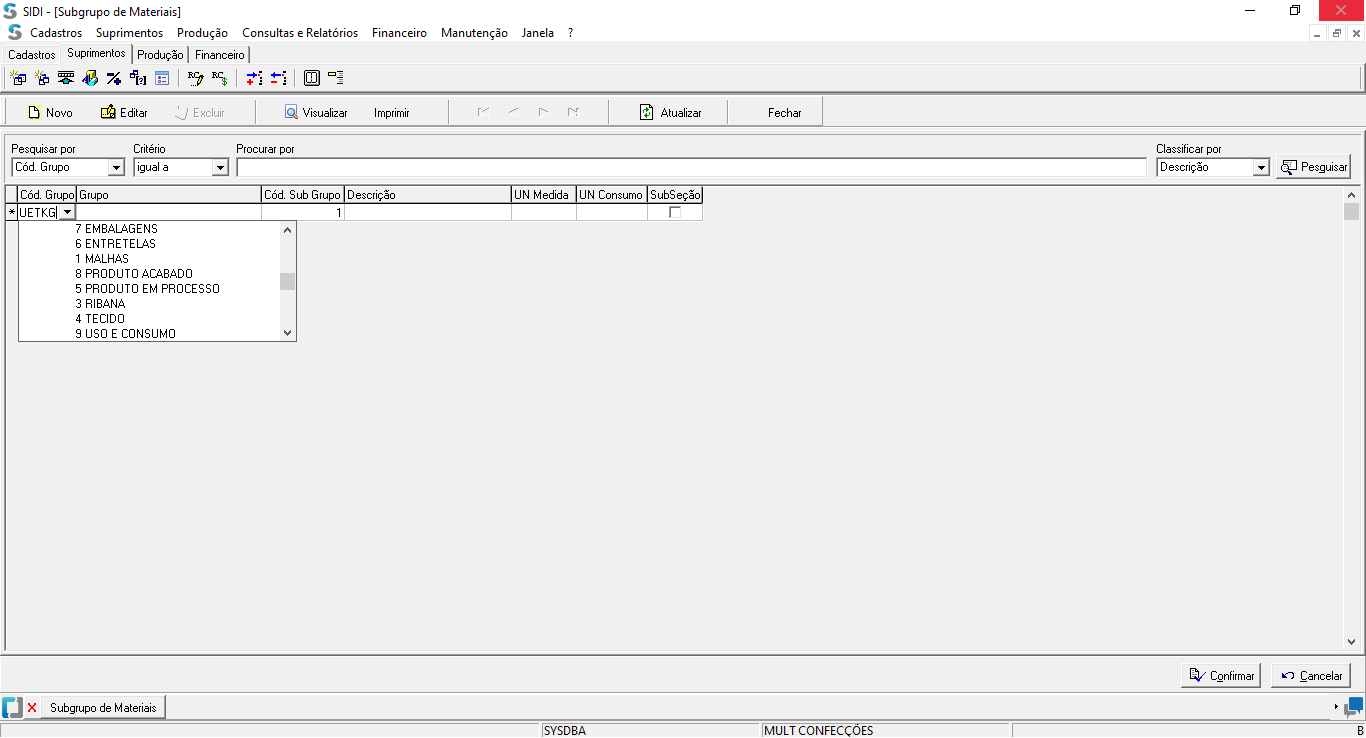 SIDI - [Subgrupo de Materiais]
Cadastros Suprimentos Produção Consultas e Relatórios Financeiro Manutenção Janela ?
Cadastros Suprimentos Produção Financeiro
Novo Editar Excluir Visualizar Imprimir Atualizar Fechar
Pesquisar por Critério Procurar por Classificar por
Cód. Grupo igual a Descrição Pesquisar
Cód. Grupo Grupo Cód. Sub Grupo Descrição UN Medida UN Consumo SubSeção
* UETKG 1
7 EMBALAGENS
6 ENTRETELAS
1 MALHAS
8 PRODUTO ACABADO
5 PRODUTO EM PROCESSO
3 RIBANA
4 TECIDO
9 USO E CONSUMO
Confirmar Cancelar
Subgrupo de Materiais
SYSDBA MULT CONFECÇÕES B